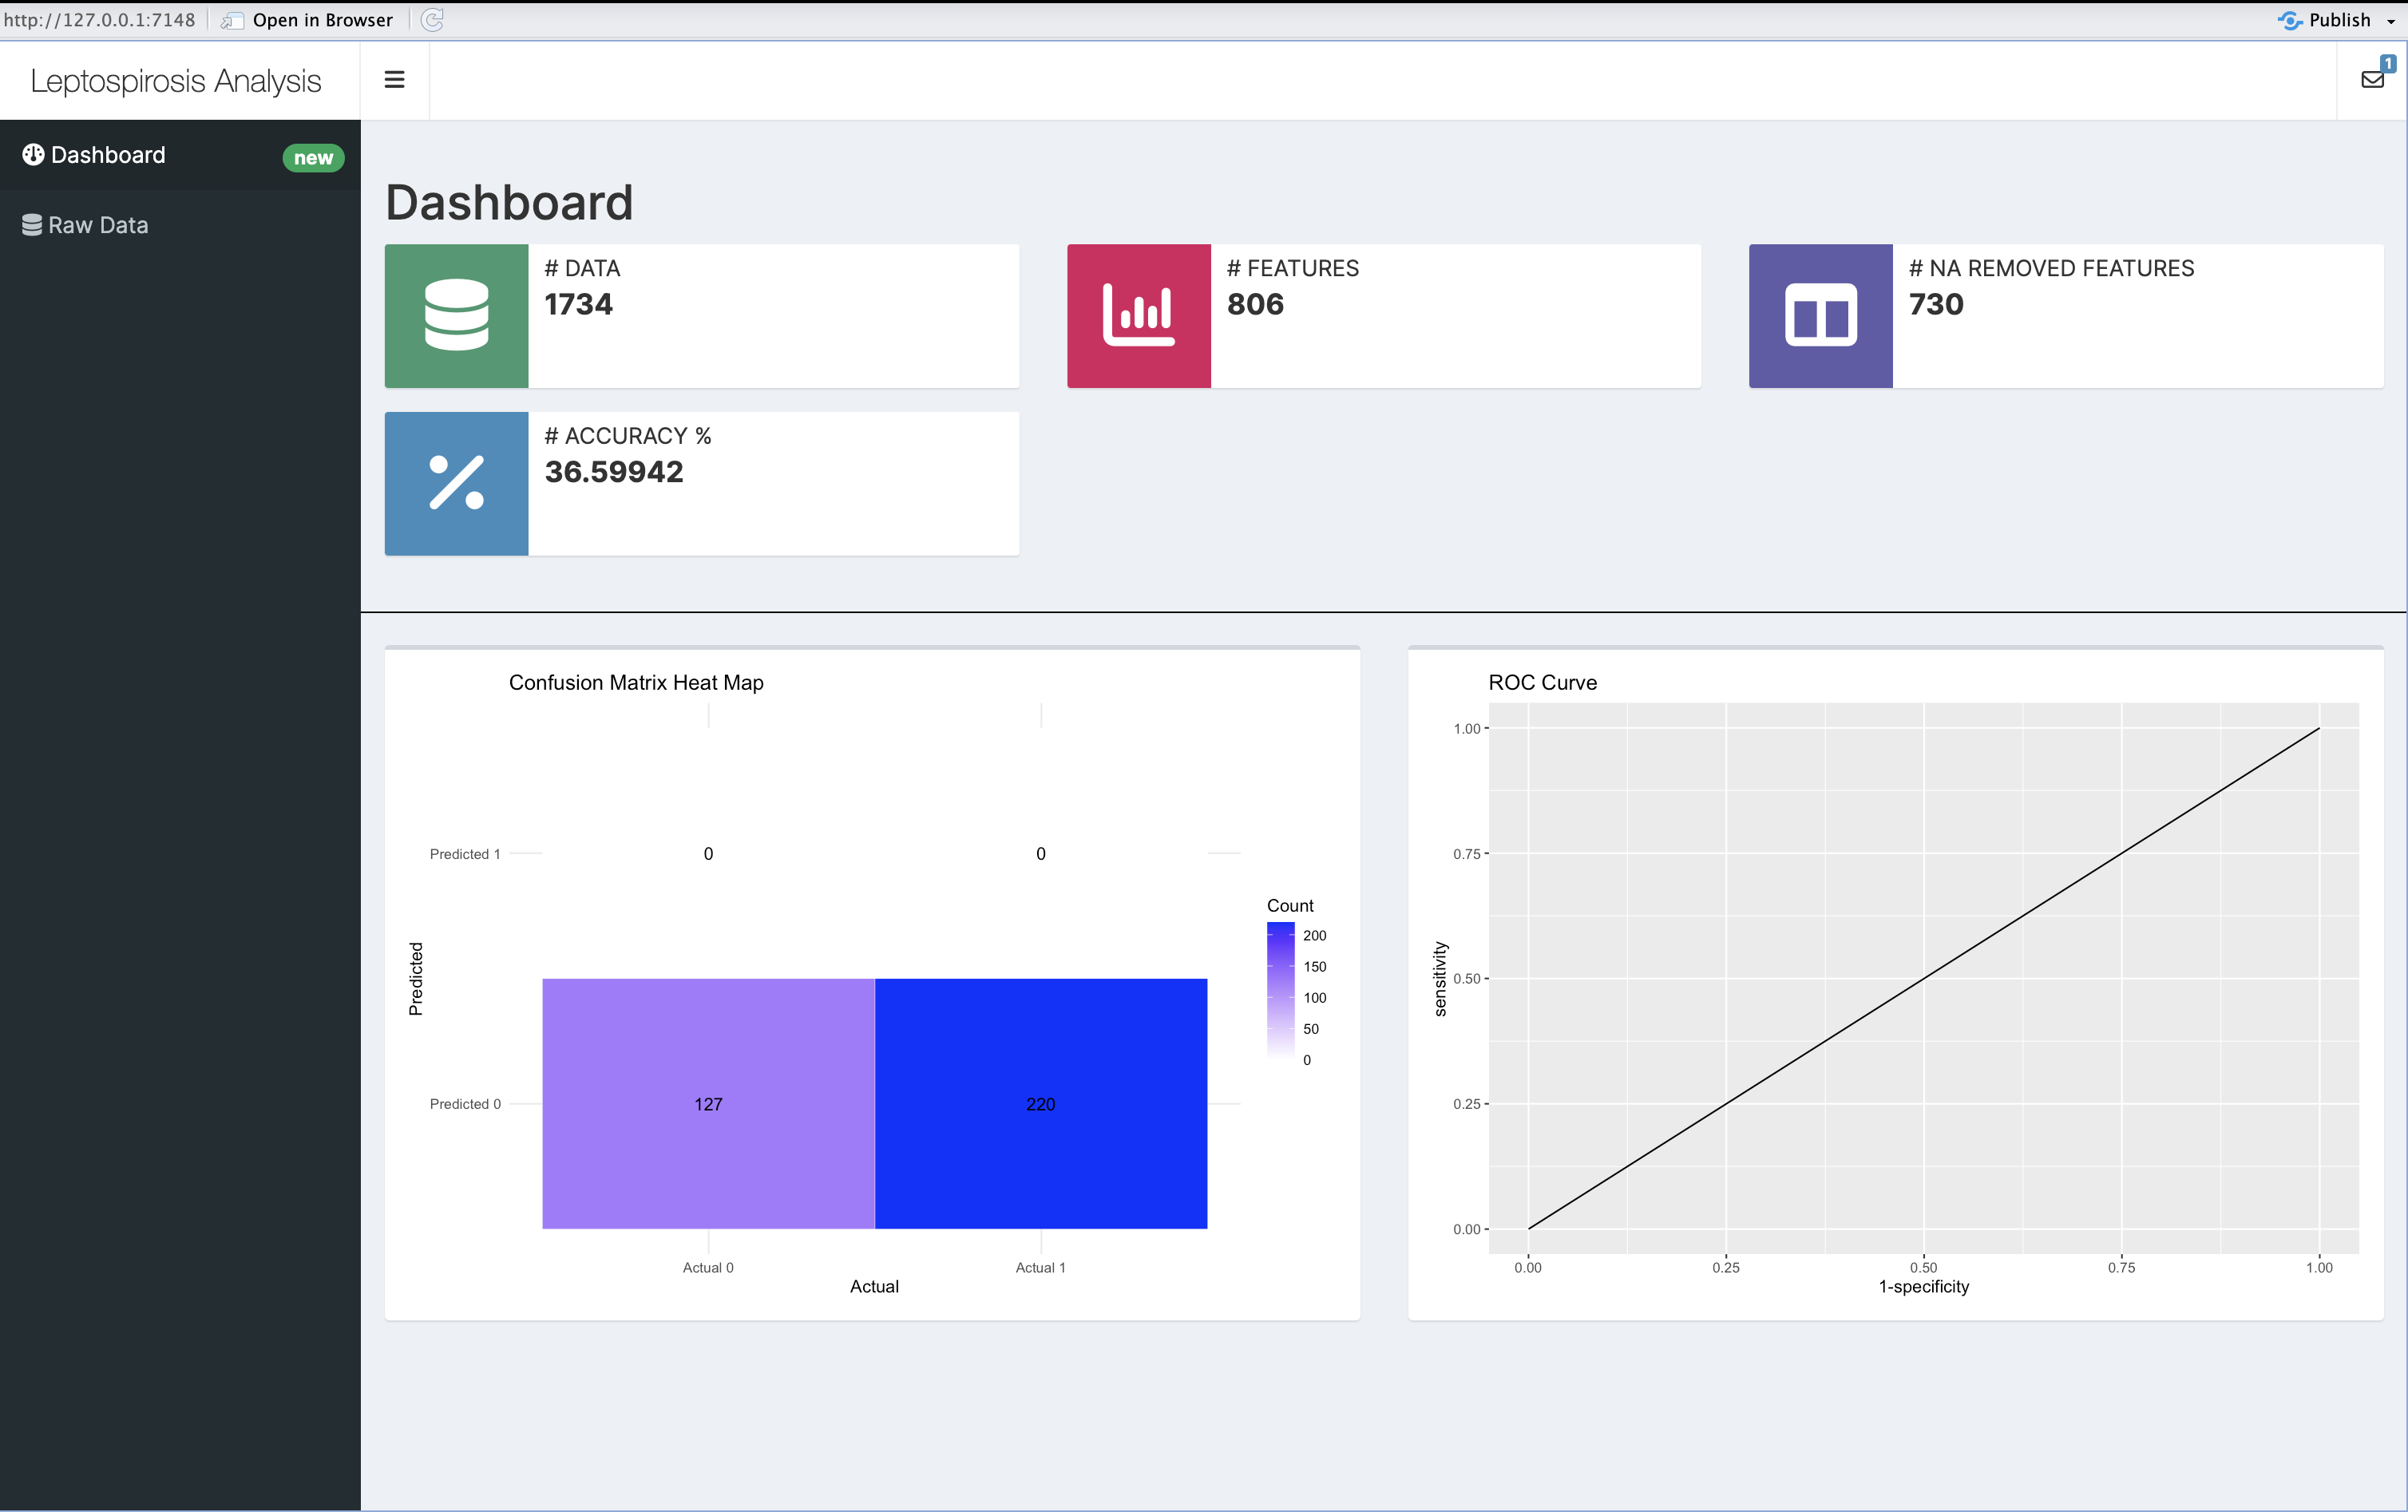 http://127.0.0.1:7148 Open in Browser Publish
Leptospirosis Analysis
1
Dashboard new
Raw Data
Dashboard
# DATA
1734
# FEATURES
806
# NA REMOVED FEATURES
730
# ACCURACY %
36.59942
Confusion Matrix Heat Map
Predicted 1
0 0
Predicted
Predicted 0
127 220
Actual 0 Actual 1
Actual
Count
200
150
100
50
0
ROC Curve
1.00
0.75
sensitivity
0.50
0.25
0.00
0.00 0.25 0.50 0.75 1.00
1-specificity